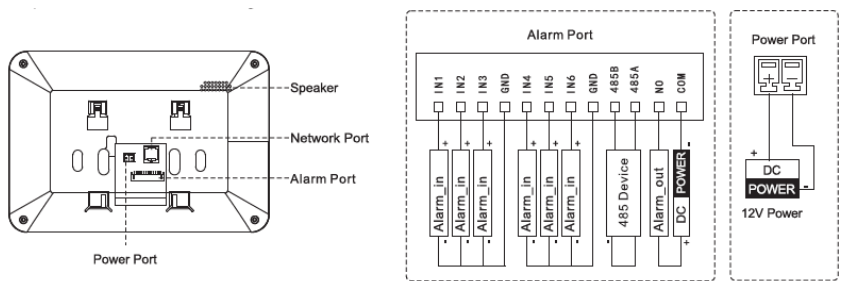 Speaker
Network Port
Alarm Port
Power Port
Alarm Port
IN1 IN2 IN3 GND IN4 IN5 IN6 GND 485B 485A NO COM
+ + + + + + -
Alarm_in Alarm_in Alarm_in Alarm_in Alarm_in Alarm_in 485 Device Alarm_out DC POWER
- - - - - - +
Power Port
+ -
+
DC
POWER -
12V Power